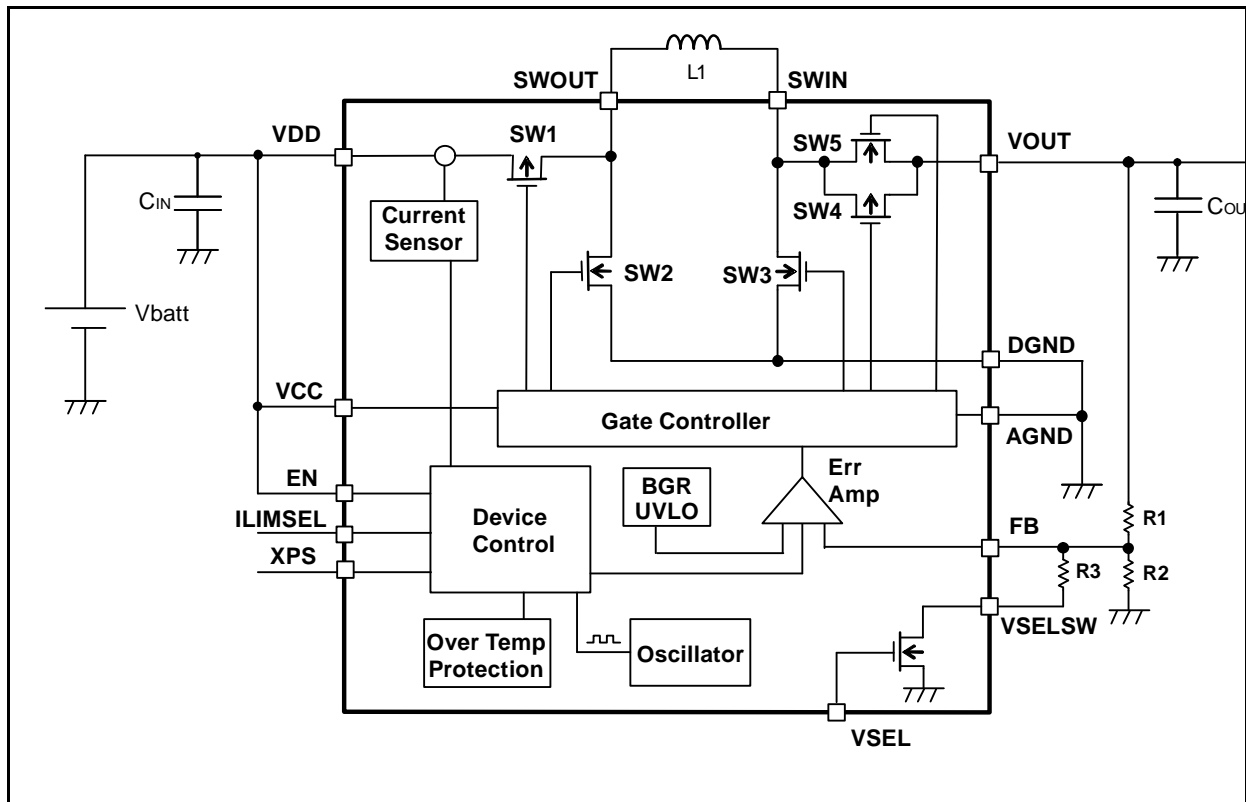 L1
SWOUT
SWIN
VDD
SW1
SW5
VOUT
CIN
Current
Sensor
SW4
COU
SW2
SW3
Vbatt
DGND
VCC
Gate Controller
AGND
EN
Err
Amp
BGR
UVLO
ILIMSEL
Device
Control
FB
R1
XPS
R3
R2
VSELSW
Over Temp
Protection
Oscillator
VSEL